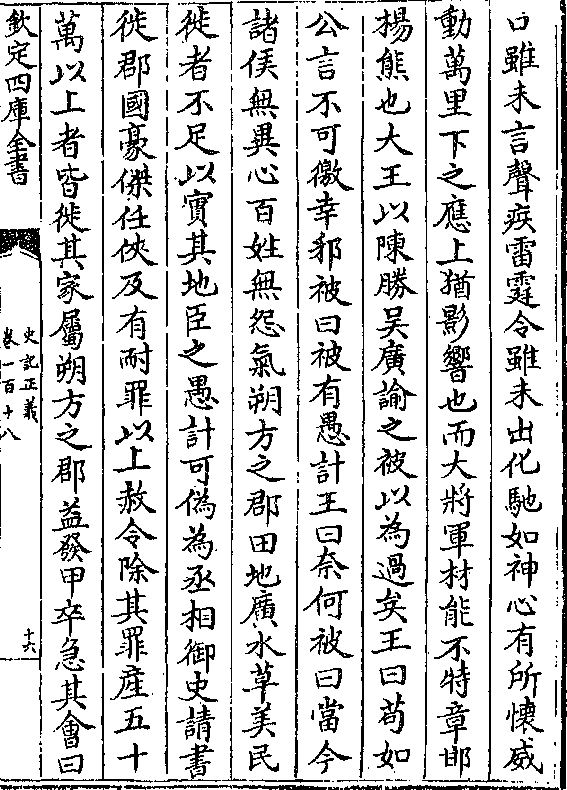 口雖未言聲疾雷霆令雖未出化馳如神心有所懷威
動萬里下之應上猶影響也而大將軍材能不特章邯
楊熊也大王以陳勝吳廣諭之被以為過矣王曰苟如
公言不可儌幸邪被曰被有愚計王曰奈何被曰當今
諸侯無異心百姓無怨氣朔方之郡田地廣水草美民
徙者不足以實其地臣之愚計可偽為丞相御史請書
徙郡國豪傑任俠及有耐罪以上赦令除其罪產五十
萬以上者皆徙其家屬朔方之郡益發甲卒急其會日
欽定四庫全書
史記正義
卷一百十八
十六